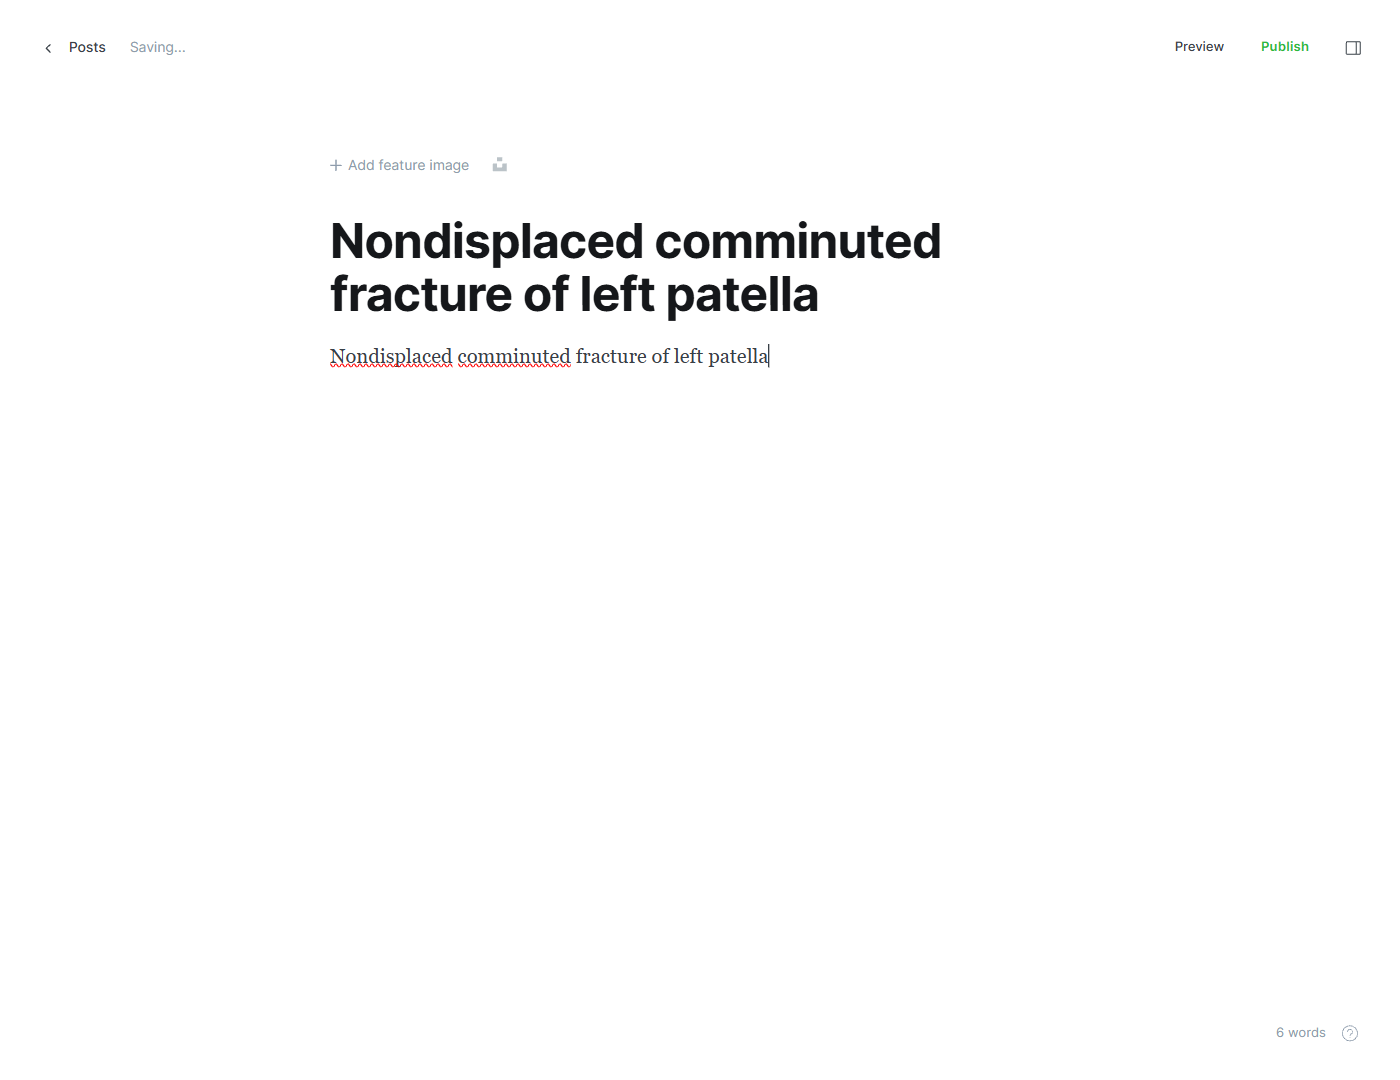 Posts Saving... Preview Publish
Add feature image
Nondisplaced comminuted
fracture of left patella
Nondisplaced comminuted fracture of left patella
6 words